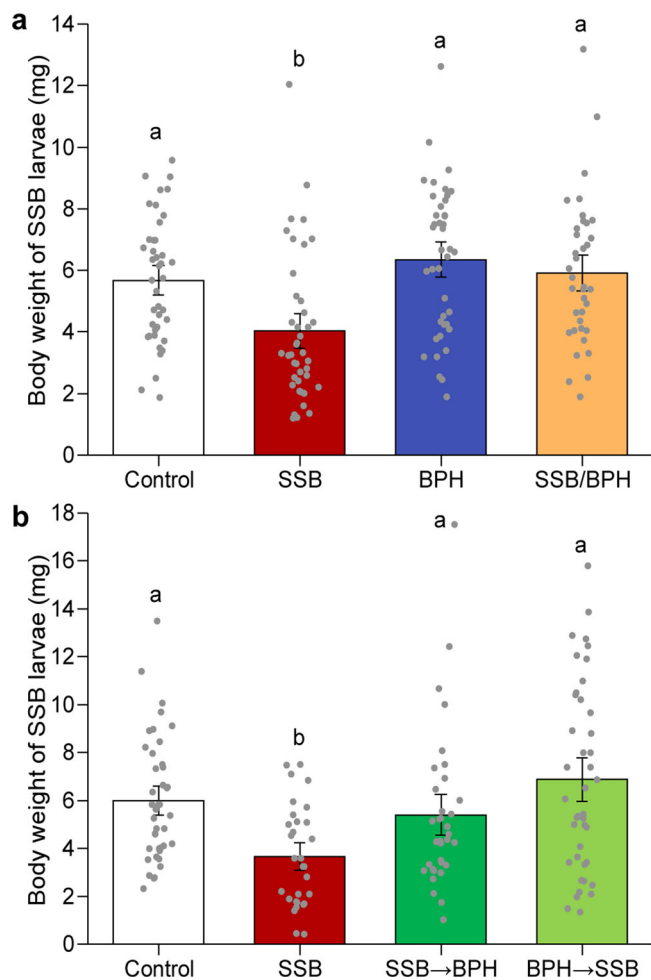 a
Body weight of SSB larvae (mg)
14
12
10
8
6
4
2
0
a
b
a
a
Control
SSB
BPH
SSB/BPH
b
Body weight of SSB larvae (mg)
18
16
14
12
10
8
6
4
2
0
a
b
a
a
Control
SSB
SSB→BPH
BPH→SSB